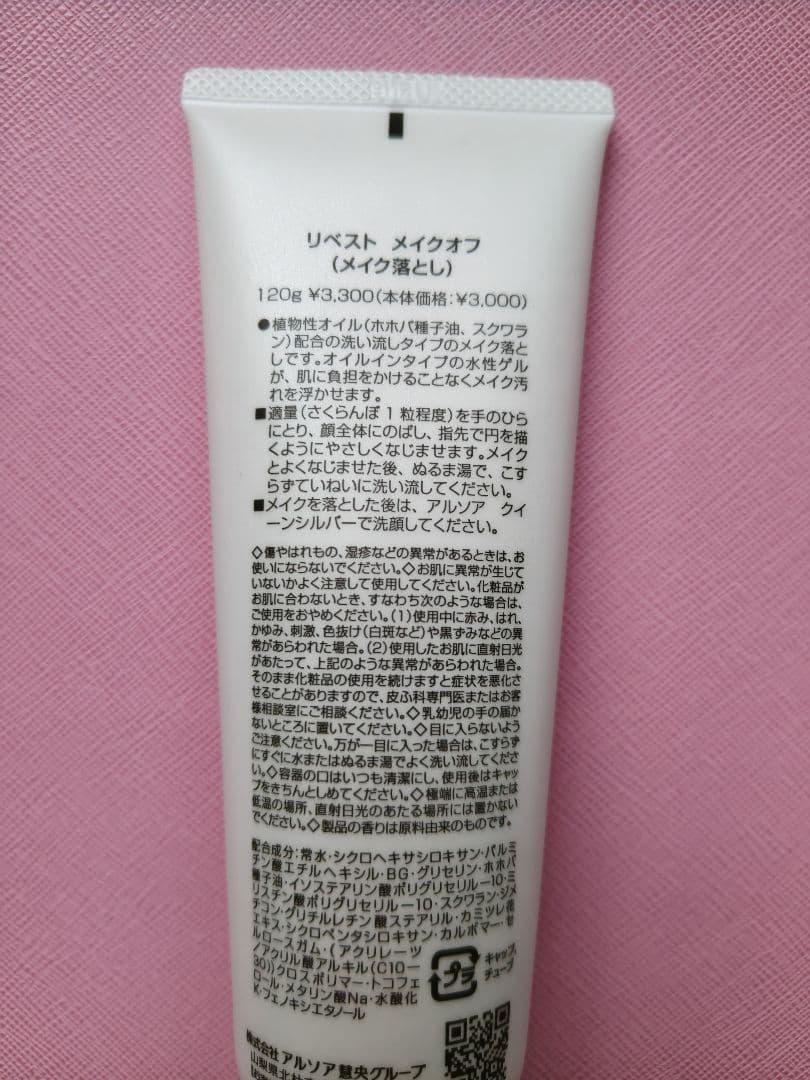 リベスト メイクオフ
（メイク落とし）
120g ¥3,300（本体価格：¥3,000）
●植物性オイル（ホホバ種子油、スクワラ
ン）配合の洗い流しタイプのメイク落と
しです。オイルインタイプの水性ゲル
が、肌に負担をかけることなくメイク汚
れを浮かせます。
■適量（さくらんぼ1粒程度）を手のひら
にとり、顔全体にのばし、指先で円を描
くようにやさしくなじませます。メイク
とよくなじませた後、ぬるま湯で、こす
らずていねいに洗い流してください。
■メイクを落とした後は、アルソア クイ
ーンシルバーで洗顔してください。
◇傷やはれもの、湿疹などの異常があるときは、お
使いにならないでください。◇お肌に異常が生じて
いないかよく注意して使用してください。化粧品が
お肌に合わないとき、すなわち次のような場合は、
ご使用をおやめください。（1）使用中に赤み、はれ、
かゆみ、刺激、色抜け（白斑など）や黒ずみなどの異
常があらわれた場合。（2）使用したお肌に直射日光
があたって、上記のような異常があらわれた場合。
そのまま化粧品の使用を続けますと症状を悪化さ
せることがありますので、皮ふ科専門医またはお客
様相談室にご相談ください。◇乳幼児の手の届か
ないところに置いてください。◇目に入らないよう
ご注意ください。万が一目に入った場合は、こすらず
にすぐに水またはぬるま湯でよく洗い流してくださ
い。◇容器の口はいつも清潔にし、使用後はキャッ
プをきちんとしめてください。◇極端に高温または
低温の場所、直射日光のあたる場所には置かない
でください。◇製品の香りは原料由来のものです。
配合成分：常水・シクロヘキサシロキサン・パルミ
チン酸エチルヘキシル・BG・グリセリン・ホホバ
種子油・イソステアリン酸ポリグリセリル−10・ミ
リスチン酸ポリグリセリル−10・スクワラン・ジメ
チコン・グリチルレチン酸ステアリル・カミツレ花
エキス・シクロペンタシロキサン・カルボマー・セ
ルロースガム・（アクリレーツ
／アクリル酸アルキル（C10−
30））クロスポリマー・トコフェ
ロール・メタリン酸Na・水酸化
K・フェノキシエタノール
プラ
キャップ、
チューブ
株式会社 アルソア慧央グループ
山梨県北杜